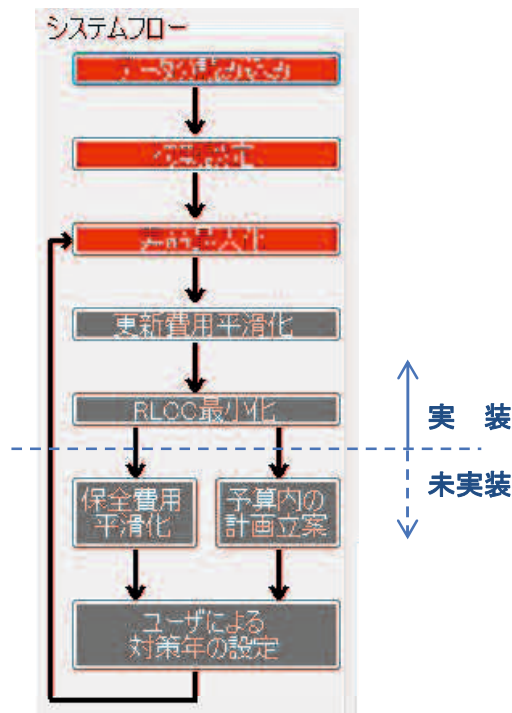 システムフロー
更新費用平滑化
RLCC最小化
実 装
未実装
保全費用
平滑化
予算内の
計画立案
ユーザによる
対策年の設定